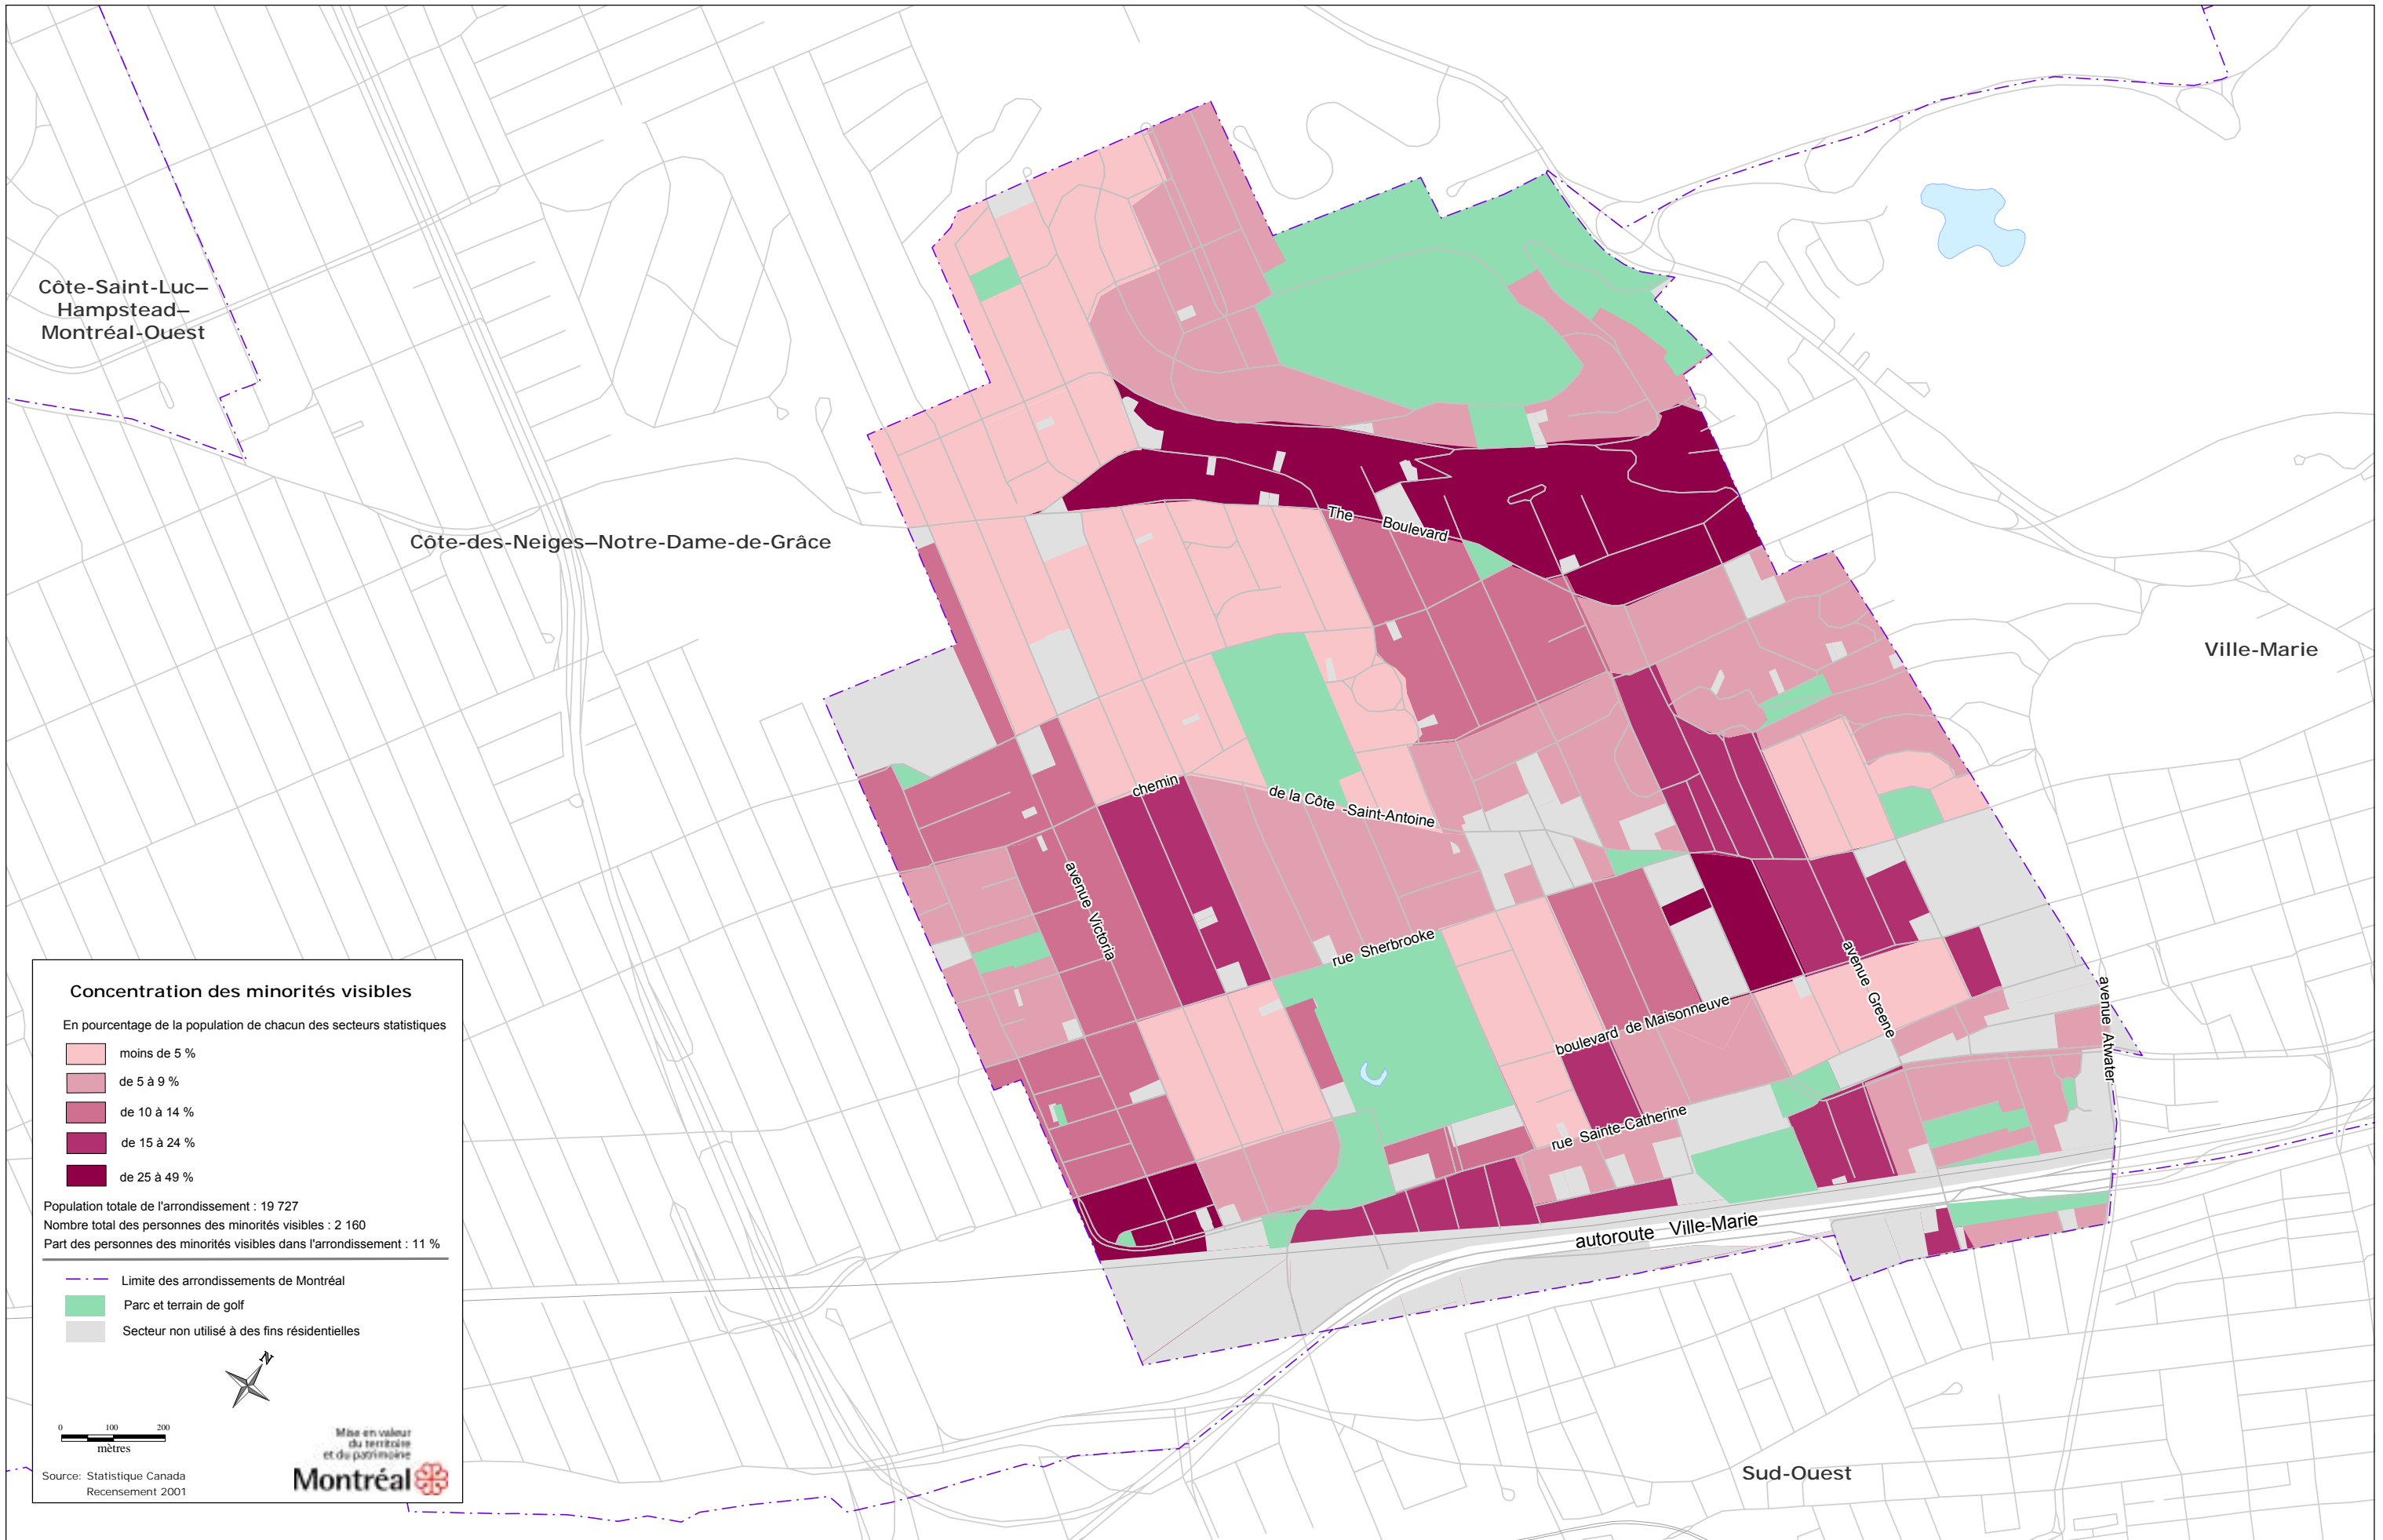 Côte-Saint-Luc–
Hampstead–
Montréal-Ouest
Côte-des-Neiges–Notre-Dame-de-Grâce
Ville-Marie
The Boulevard
chemin de la Côte -Saint-Antoine
avenue Victoria
rue Sherbrooke
boulevard de Maisonneuve
avenue Greene
avenue Atwater
rue Sainte-Catherine
autoroute Ville-Marie
Sud-Ouest
Concentration des minorités visibles
En pourcentage de la population de chacun des secteurs statistiques
moins de 5 %
de 5 à 9 %
de 10 à 14 %
de 15 à 24 %
de 25 à 49 %
Population totale de l'arrondissement : 19 727
Nombre total des personnes des minorités visibles : 2 160
Part des personnes des minorités visibles dans l'arrondissement : 11 %
Limite des arrondissements de Montréal
Parc et terrain de golf
Secteur non utilisé à des fins résidentielles
N
0 100 200
mètres
Mise en valeur
du territoire
et du patrimoine
Montréal
Source: Statistique Canada
Recensement 2001